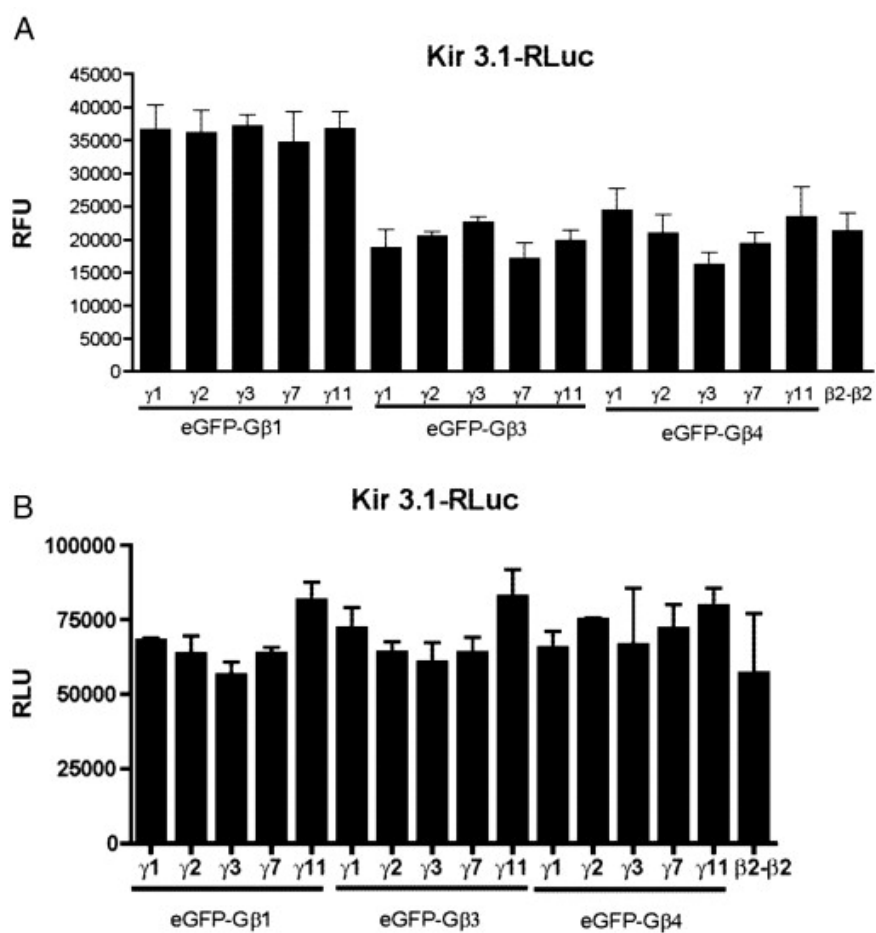 A
Kir 3.1-RLuc
45000
40000
35000
30000
25000
20000
15000
10000
5000
0
RFU
γ1 γ2 γ3 γ7 γ11 γ1 γ2 γ3 γ7 γ11 γ1 γ2 γ3 γ7 γ11 β2-β2
eGFP-Gβ1 eGFP-Gβ3 eGFP-Gβ4
B
Kir 3.1-RLuc
100000
75000
50000
25000
0
RLU
γ1 γ2 γ3 γ7 γ11 γ1 γ2 γ3 γ7 γ11 γ1 γ2 γ3 γ7 γ11 β2-β2
eGFP-Gβ1 eGFP-Gβ3 eGFP-Gβ4